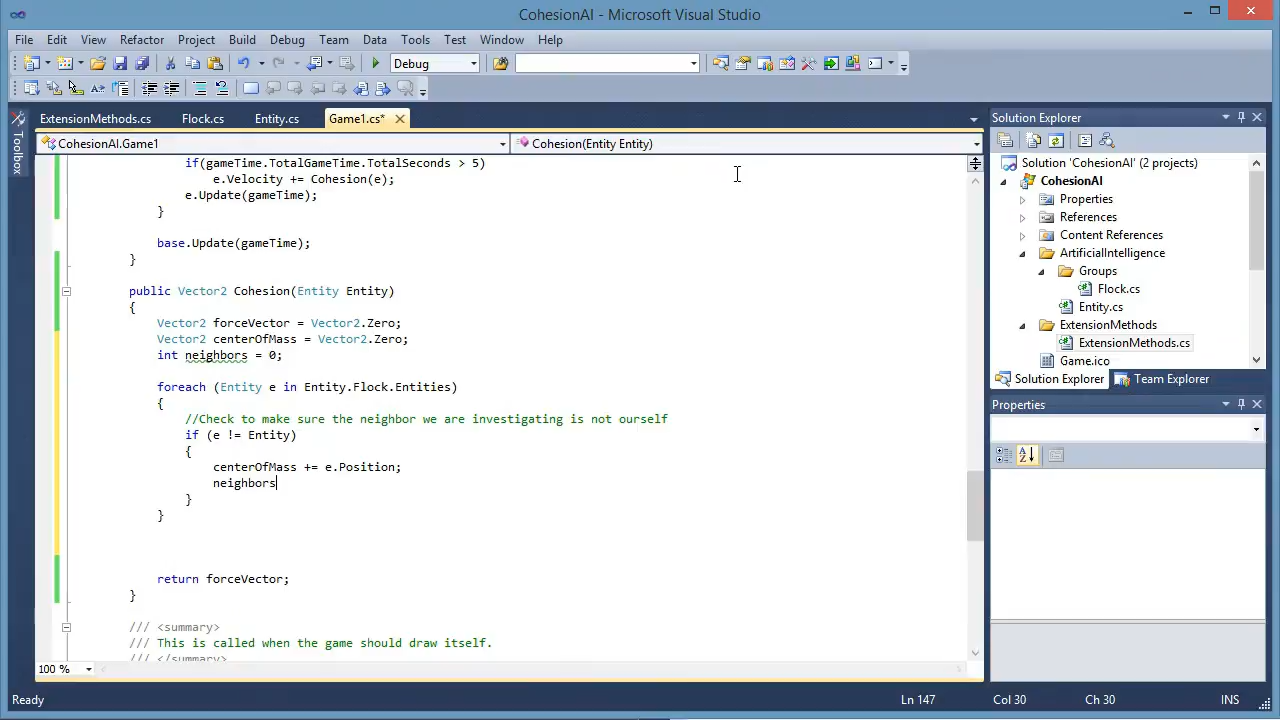 CohesionAI - Microsoft Visual Studio
File Edit View Refactor Project Build Debug Team Data Tools Test Window Help
Debug
ExtensionMethods.cs Flock.cs Entity.cs Game1.cs*
CohesionAI.Game1 Cohesion(Entity Entity)
Toolbox
if(gameTime.TotalGameTime.TotalSeconds > 5)
e.Velocity += Cohesion(e);
e.Update(gameTime);
}
base.Update(gameTime);
}
public Vector2 Cohesion(Entity Entity)
{
Vector2 forceVector = Vector2.Zero;
Vector2 centerOfMass = Vector2.Zero;
int neighbors = 0;
foreach (Entity e in Entity.Flock.Entities)
{
//Check to make sure the neighbor we are investigating is not ourself
if (e != Entity)
{
centerOfMass += e.Position;
neighbors
}
}
return forceVector;
}
/// <summary>
/// This is called when the game should draw itself.
/// </summary>
100 %
Solution Explorer
Solution 'CohesionAI' (2 projects)
CohesionAI
Properties
References
Content References
ArtificialIntelligence
Groups
Flock.cs
Entity.cs
ExtensionMethods
ExtensionMethods.cs
Game.ico
Solution Explorer Team Explorer
Properties
Ready Ln 147 Col 30 Ch 30 INS